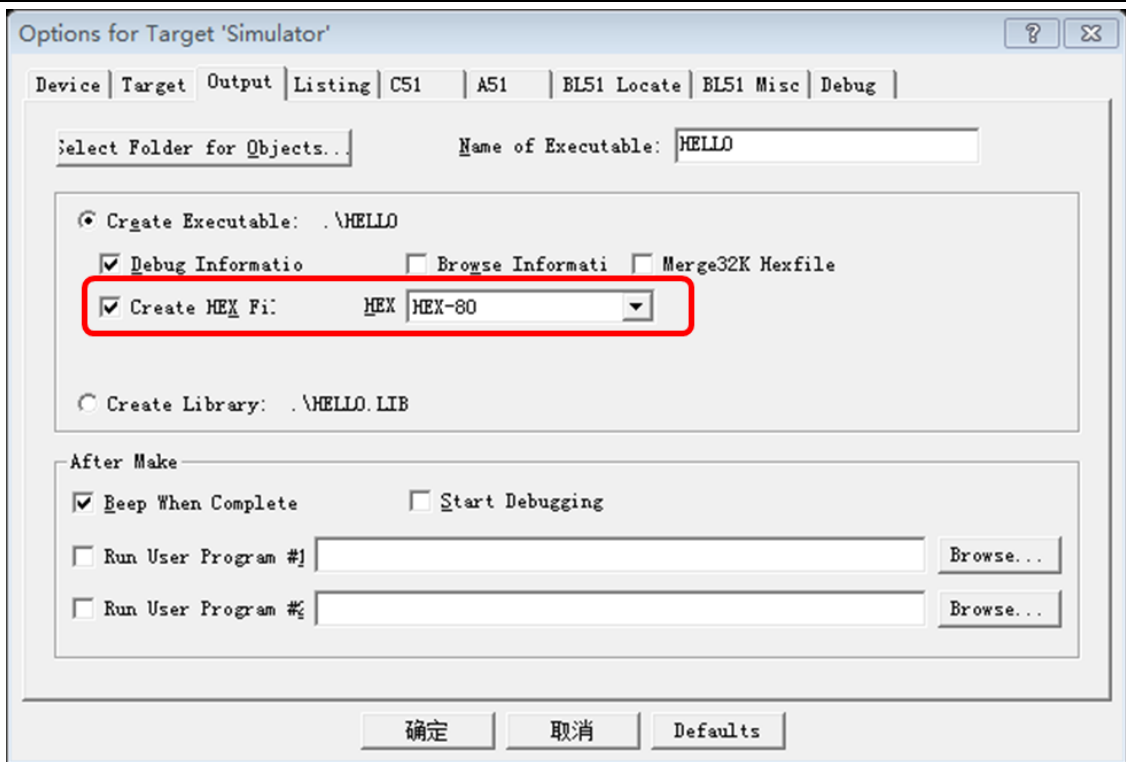 Options for Target 'Simulator'
Device Target Output Listing C51 A51 BL51 Locate BL51 Misc Debug
Select Folder for Objects... Name of Executable: HELLO
Create Executable: .\HELLO
Debug Informatio Browse Informati Merge32K Hexfile
Create HEX Fi HEX HEX-80
Create Library: .\HELLO.LIB
After Make
Beep When Complete Start Debugging
Run User Program #1 Browse...
Run User Program #2 Browse...
确定 取消 Defaults